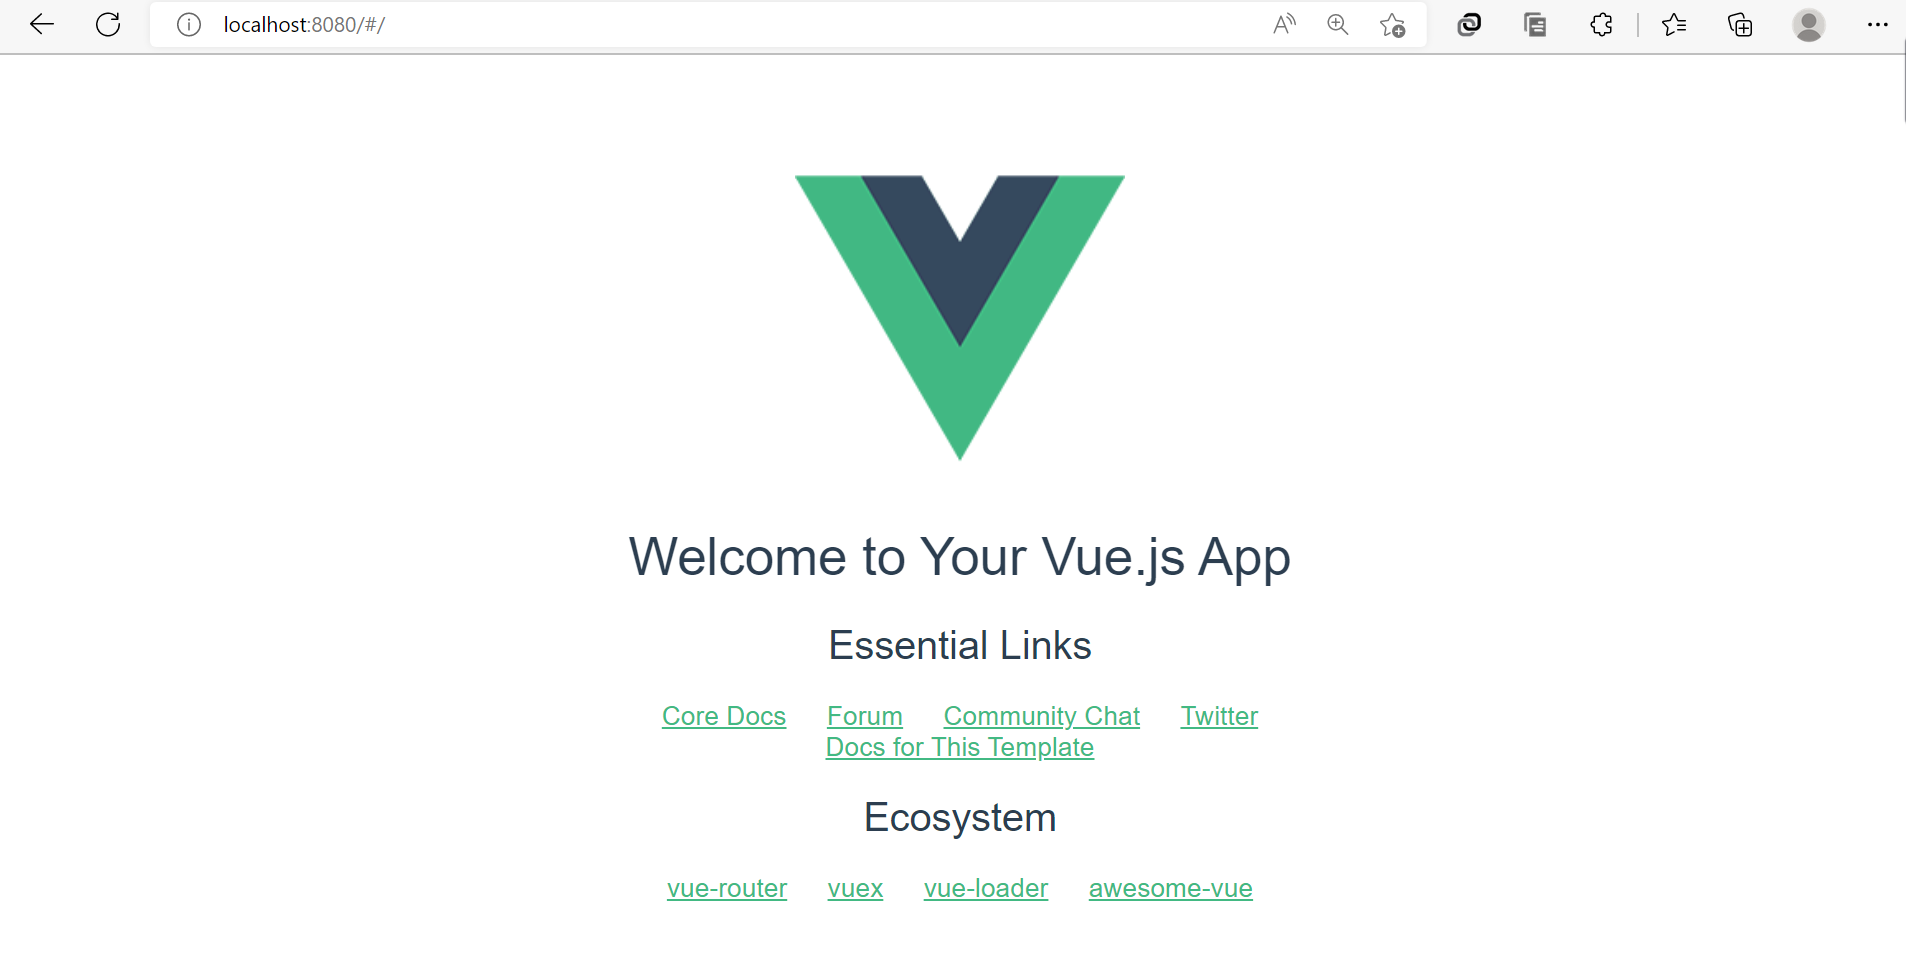 localhost:8080/#/
Welcome to Your Vue.js App
Essential Links
Core Docs Forum Community Chat Twitter
Docs for This Template
Ecosystem
vue-router vuex vue-loader awesome-vue